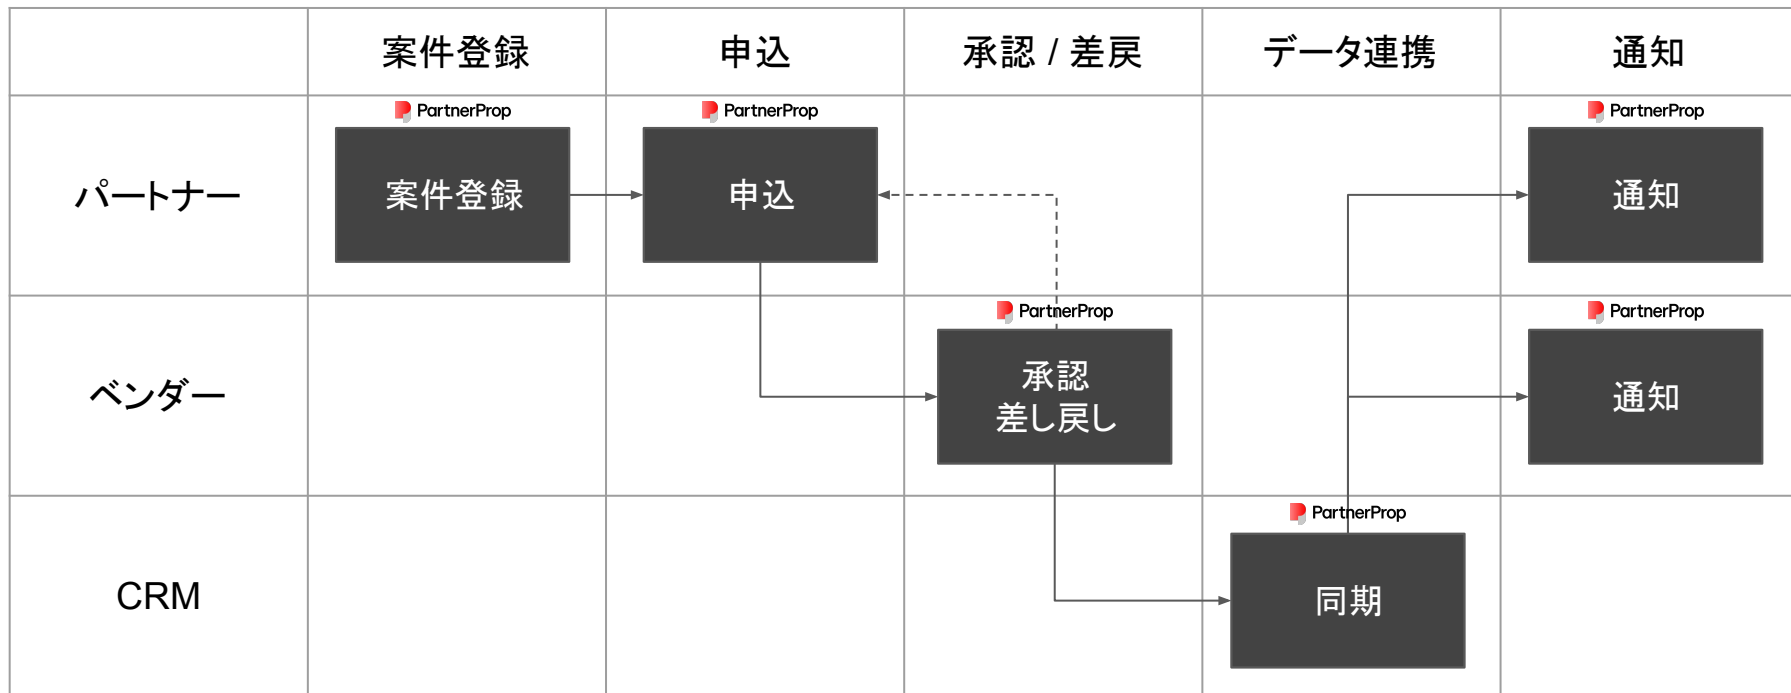 案件登録
申込
承認 / 差戻
データ連携
通知
パートナー
PartnerProp
案件登録
PartnerProp
申込
PartnerProp
通知
ベンダー
PartnerProp
承認
差し戻し
PartnerProp
通知
CRM
PartnerProp
同期